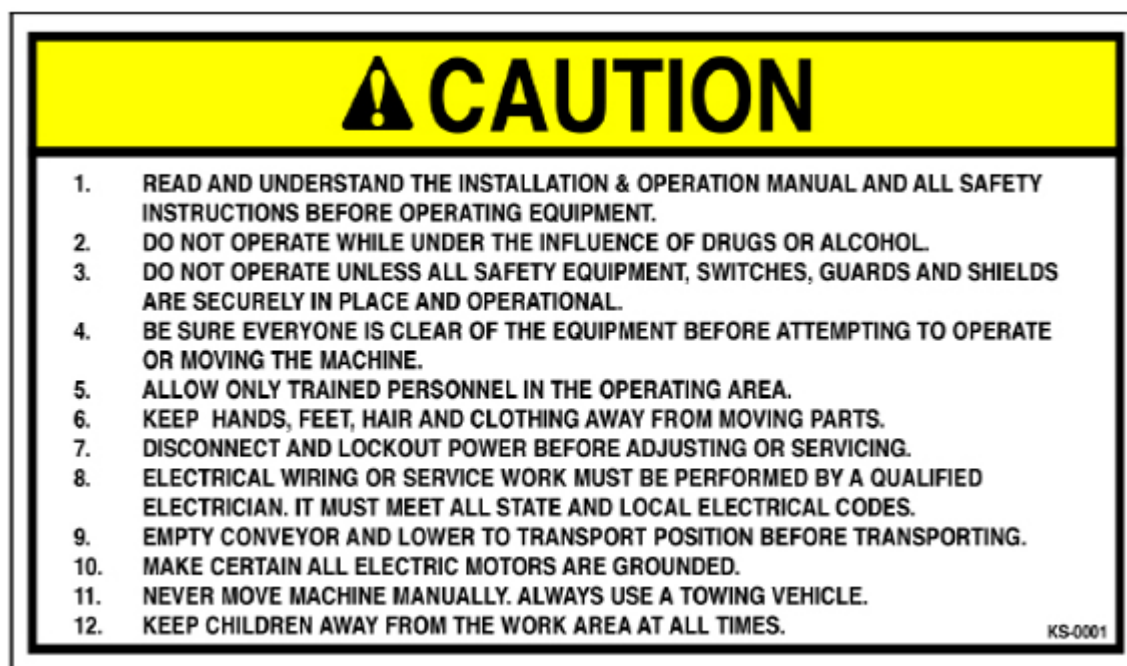 CAUTION
1. READ AND UNDERSTAND THE INSTALLATION & OPERATION MANUAL AND ALL SAFETY
INSTRUCTIONS BEFORE OPERATING EQUIPMENT.
2. DO NOT OPERATE WHILE UNDER THE INFLUENCE OF DRUGS OR ALCOHOL.
3. DO NOT OPERATE UNLESS ALL SAFETY EQUIPMENT, SWITCHES, GUARDS AND SHIELDS
ARE SECURELY IN PLACE AND OPERATIONAL.
4. BE SURE EVERYONE IS CLEAR OF THE EQUIPMENT BEFORE ATTEMPTING TO OPERATE
OR MOVING THE MACHINE.
5. ALLOW ONLY TRAINED PERSONNEL IN THE OPERATING AREA.
6. KEEP HANDS, FEET, HAIR AND CLOTHING AWAY FROM MOVING PARTS.
7. DISCONNECT AND LOCKOUT POWER BEFORE ADJUSTING OR SERVICING.
8. ELECTRICAL WIRING OR SERVICE WORK MUST BE PERFORMED BY A QUALIFIED
ELECTRICIAN. IT MUST MEET ALL STATE AND LOCAL ELECTRICAL CODES.
9. EMPTY CONVEYOR AND LOWER TO TRANSPORT POSITION BEFORE TRANSPORTING.
10. MAKE CERTAIN ALL ELECTRIC MOTORS ARE GROUNDED.
11. NEVER MOVE MACHINE MANUALLY. ALWAYS USE A TOWING VEHICLE.
12. KEEP CHILDREN AWAY FROM THE WORK AREA AT ALL TIMES.
KS-0001